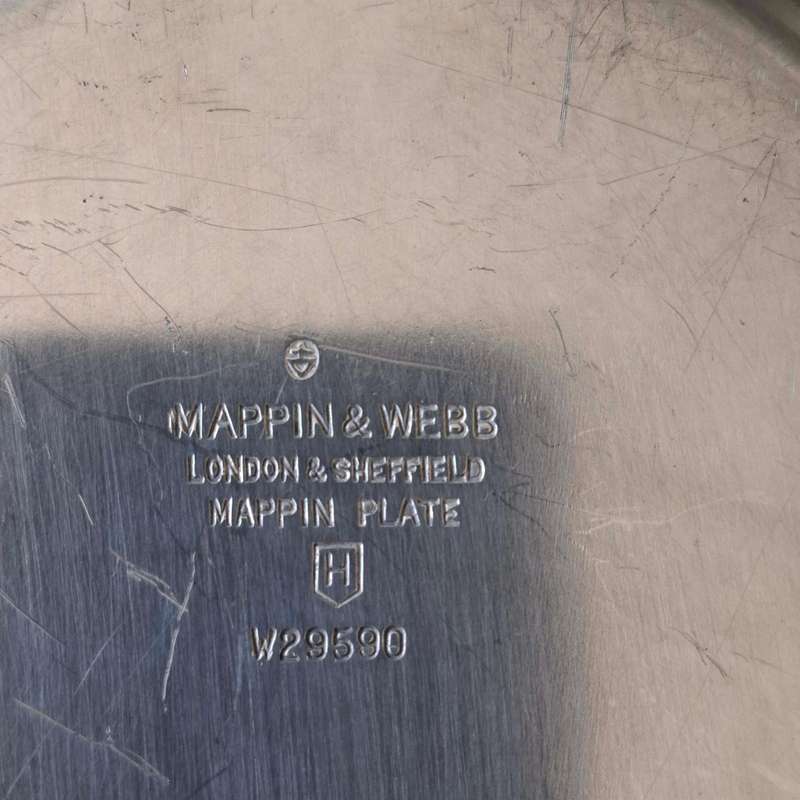 MAPPIN & WEBB
LONDON & SHEFFIELD
MAPPIN PLATE
H
W29590